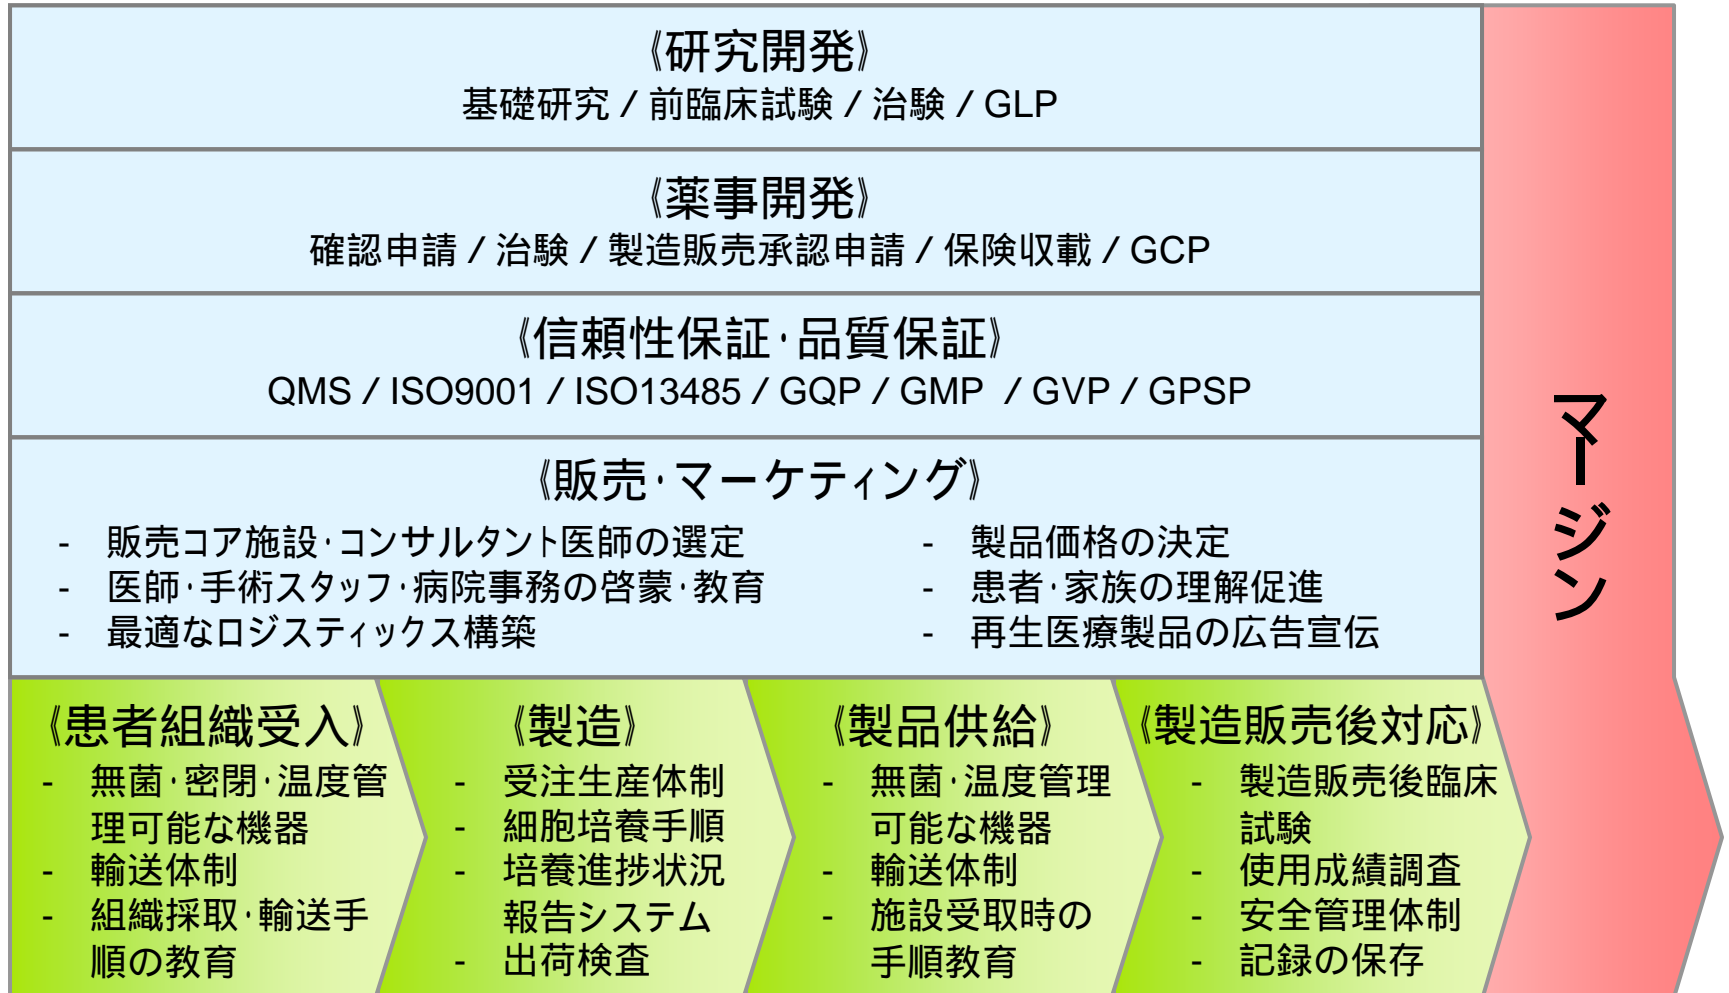 《研究開発》
基礎研究 / 前臨床試験 / 治験 / GLP
《薬事開発》
確認申請 / 治験 / 製造販売承認申請 / 保険収載 / GCP
《信頼性保証・品質保証》
QMS / ISO9001 / ISO13485 / GQP / GMP / GVP / GPSP
《販売・マーケティング》
- 販売コア施設・コンサルタント医師の選定
- 医師・手術スタッフ・病院事務の啓蒙・教育
- 最適なロジスティックス構築
- 製品価格の決定
- 患者・家族の理解促進
- 再生医療製品の広告宣伝
マージン
《患者組織受入》
- 無菌・密閉・温度管
理可能な機器
- 輸送体制
- 組織採取・輸送手
順の教育
《製造》
- 受注生産体制
- 細胞培養手順
- 培養進捗状況
報告システム
- 出荷検査
《製品供給》
- 無菌・温度管理
可能な機器
- 輸送体制
- 施設受取時の
手順教育
《製造販売後対応》
- 製造販売後臨床
試験
- 使用成績調査
- 安全管理体制
- 記録の保存